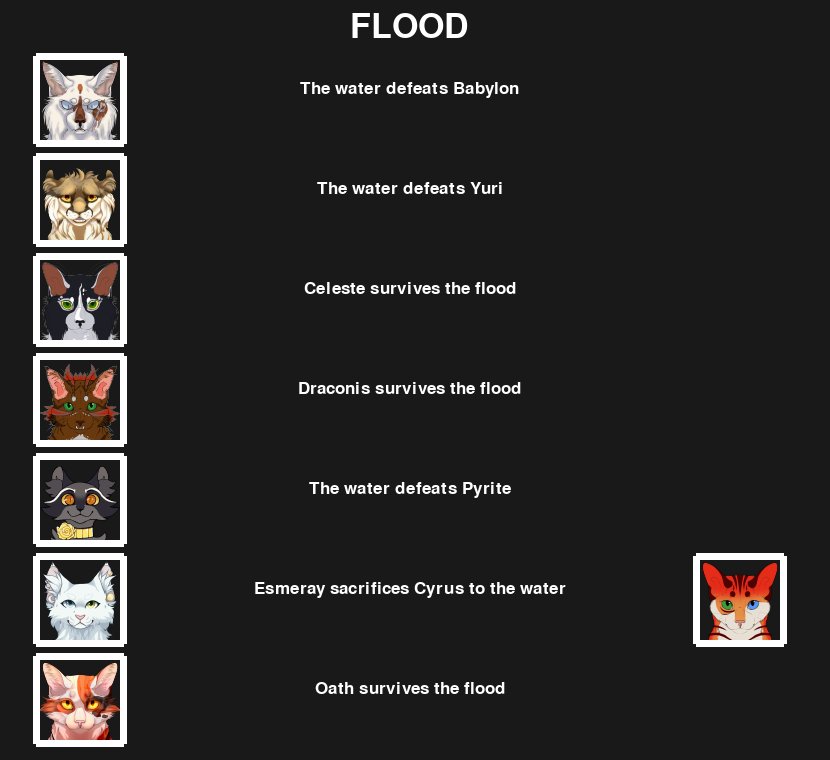 FLOOD
The water defeats Babylon
The water defeats Yuri
Celeste survives the flood
Draconis survives the flood
The water defeats Pyrite
Esmeray sacrifices Cyrus to the water
Oath survives the flood